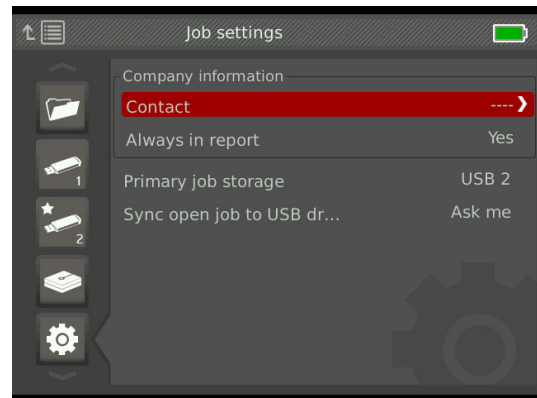 Job settings
Company information
Contact ----
Always in report Yes
Primary job storage USB 2
Sync open job to USB dr... Ask me
1
2